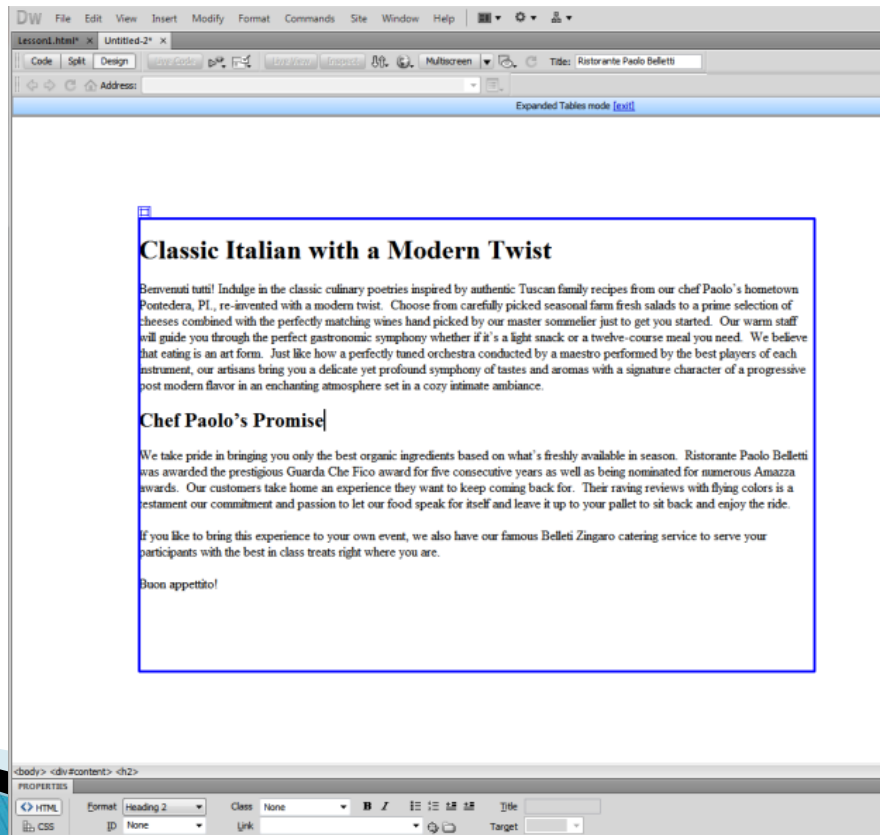 DW File Edit View Insert Modify Format Commands Site Window Help
Lesson1.html* × Untitled-2* ×
Code Split Design Live Code Live View Inspect Multiscreen Title: Ristorante Paolo Belletti
Address:
Expanded Tables mode [exit]
Classic Italian with a Modern Twist
Benvenuti tutti! Indulge in the classic culinary poetries inspired by authentic Tuscan family recipes from our chef Paolo's hometown
Pontedera, PI., re-invented with a modern twist. Choose from carefully picked seasonal farm fresh salads to a prime selection of
cheeses combined with the perfectly matching wines hand picked by our master sommelier just to get you started. Our warm staff
will guide you through the perfect gastronomic symphony whether if it's a light snack or a twelve-course meal you need. We believe
that eating is an art form. Just like how a perfectly tuned orchestra conducted by a maestro performed by the best players of each
instrument, our artisans bring you a delicate yet profound symphony of tastes and aromas with a signature character of a progressive
post modern flavor in an enchanting atmosphere set in a cozy intimate ambiance.
Chef Paolo's Promise
We take pride in bringing you only the best organic ingredients based on what's freshly available in season. Ristorante Paolo Belletti
was awarded the prestigious Guarda Che Fico award for five consecutive years as well as being nominated for numerous Amazza
awards. Our customers take home an experience they want to keep coming back for. Their raving reviews with flying colors is a
testament our commitment and passion to let our food speak for itself and leave it up to your pallet to sit back and enjoy the ride.
If you like to bring this experience to your own event, we also have our famous Belleti Zingaro catering service to serve your
participants with the best in class treats right where you are.
Buon appettito!
<body> <div#content> <h2>
PROPERTIES
<> HTML Format Heading 2 Class None B I Title
CSS ID None Link Target